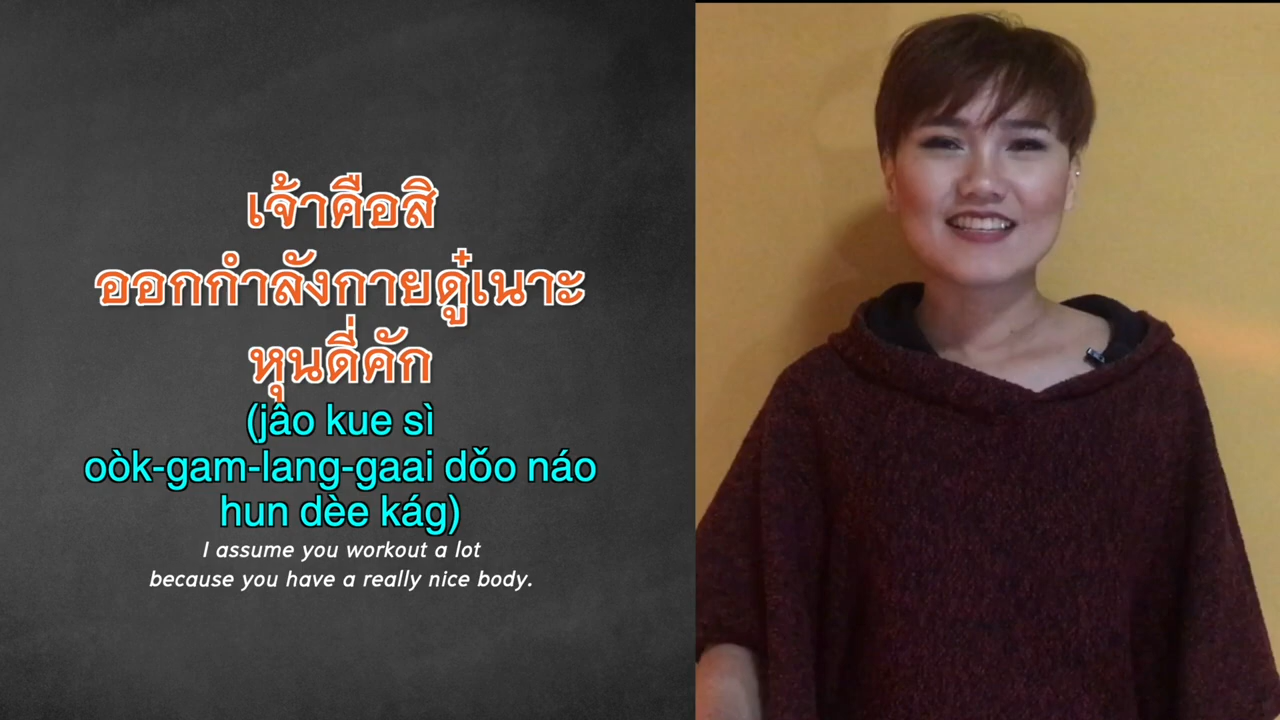 เจ้าคือสิ
ออกกำลังกายดู๋เนาะ
หุนดี่คัก
(jâo kue sì
oòk-gam-lang-gaai dǒo náo
hun dèe kág)
I assume you workout a lot
because you have a really nice body.